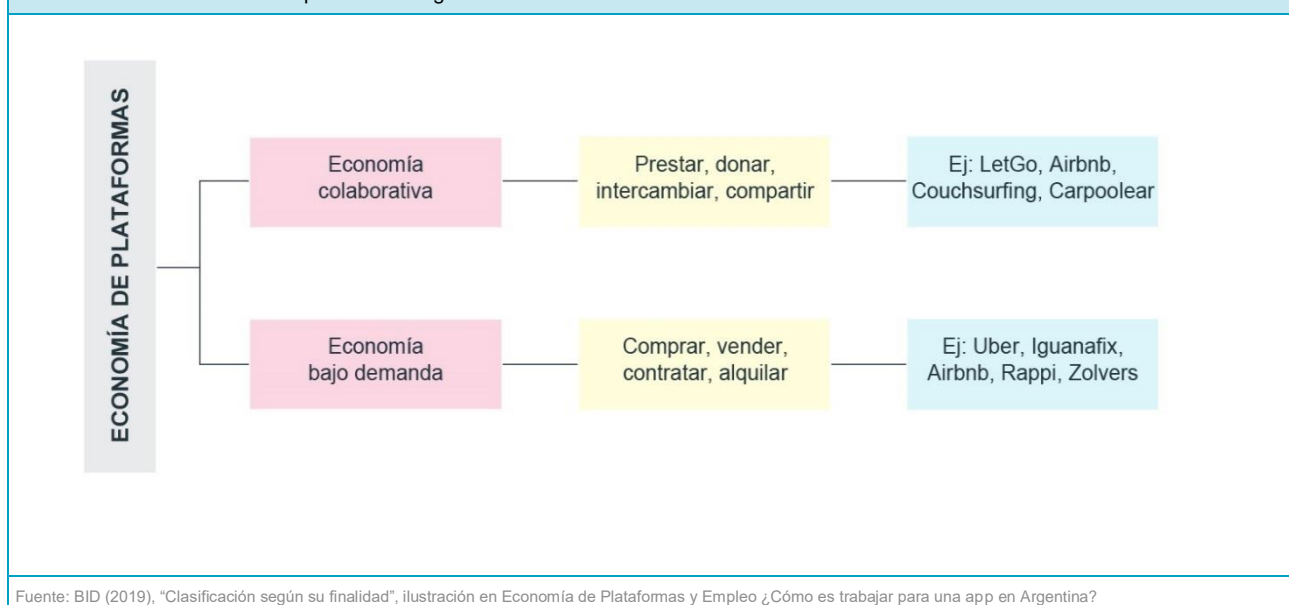 ECONOMÍA DE PLATAFORMAS
Economía
colaborativa
Prestar, donar,
intercambiar, compartir
Ej: LetGo, Airbnb,
Couchsurfing, Carpoolear
Economía
bajo demanda
Comprar, vender,
contratar, alquilar
Ej: Uber, Iguanafix,
Airbnb, Rappi, Zolvers
Fuente: BID (2019), “Clasificación según su finalidad”, ilustración en Economía de Plataformas y Empleo ¿Cómo es trabajar para una app en Argentina?